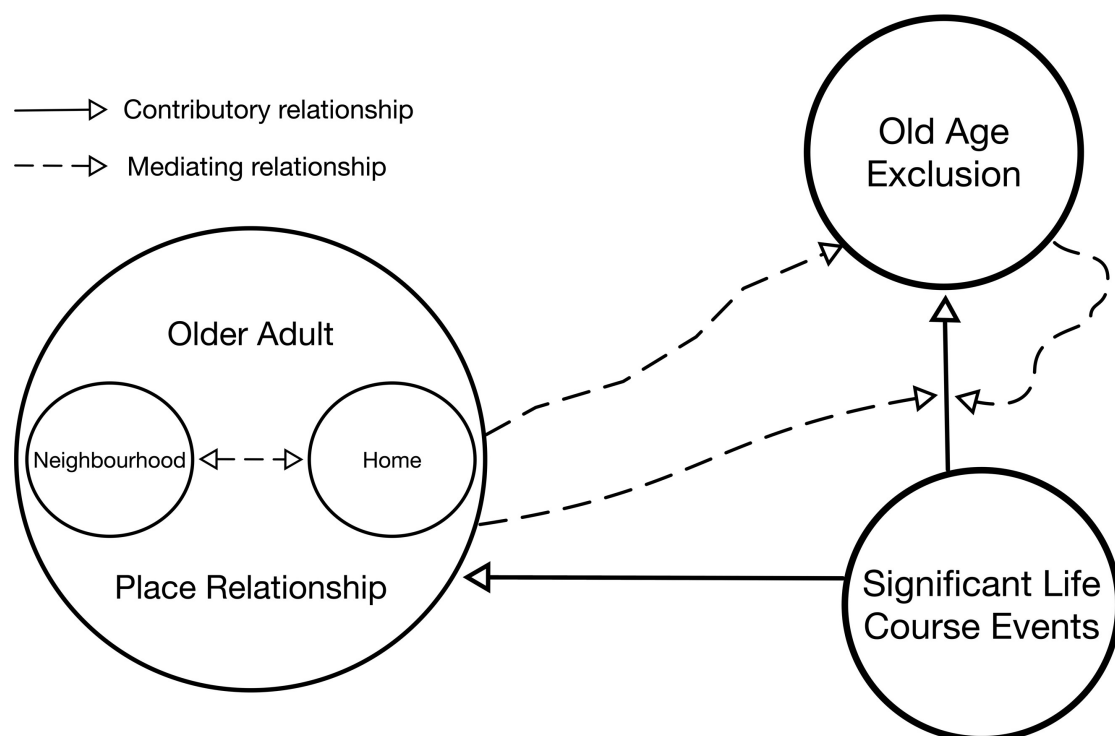 Contributory relationship
Mediating relationship
Old Age
Exclusion
Older Adult
Neighbourhood
Home
Place Relationship
Significant Life
Course Events